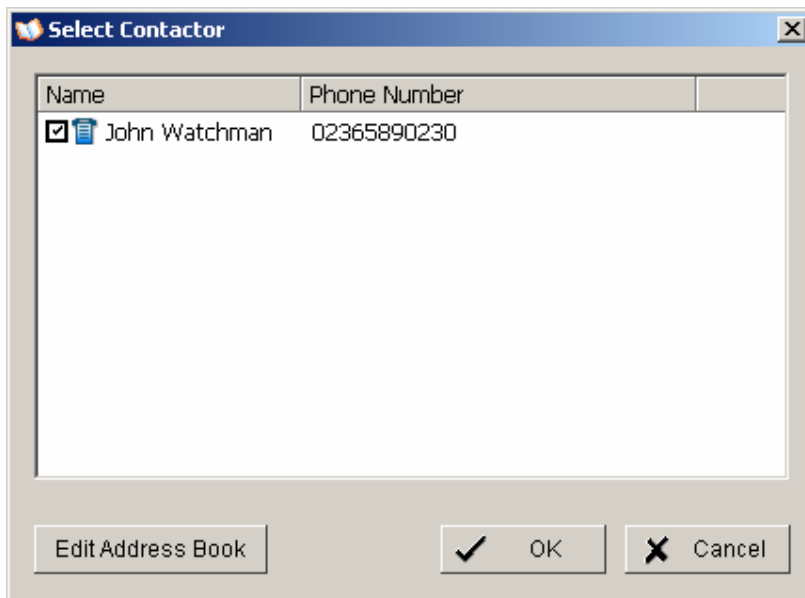 Select Contactor
Name Phone Number
John Watchman 02365890230
Edit Address Book OK Cancel